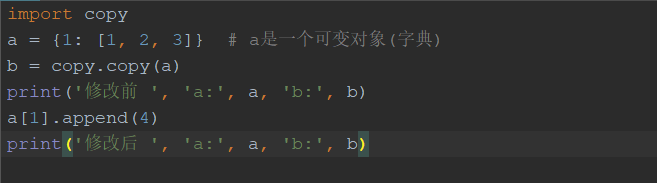 import copy
a = {1: [1, 2, 3]}  # a是一个可变对象(字典)
b = copy.copy(a)
print('修改前 ', 'a:', a, 'b:', b)
a[1].append(4)
print('修改后 ', 'a:', a, 'b:', b)